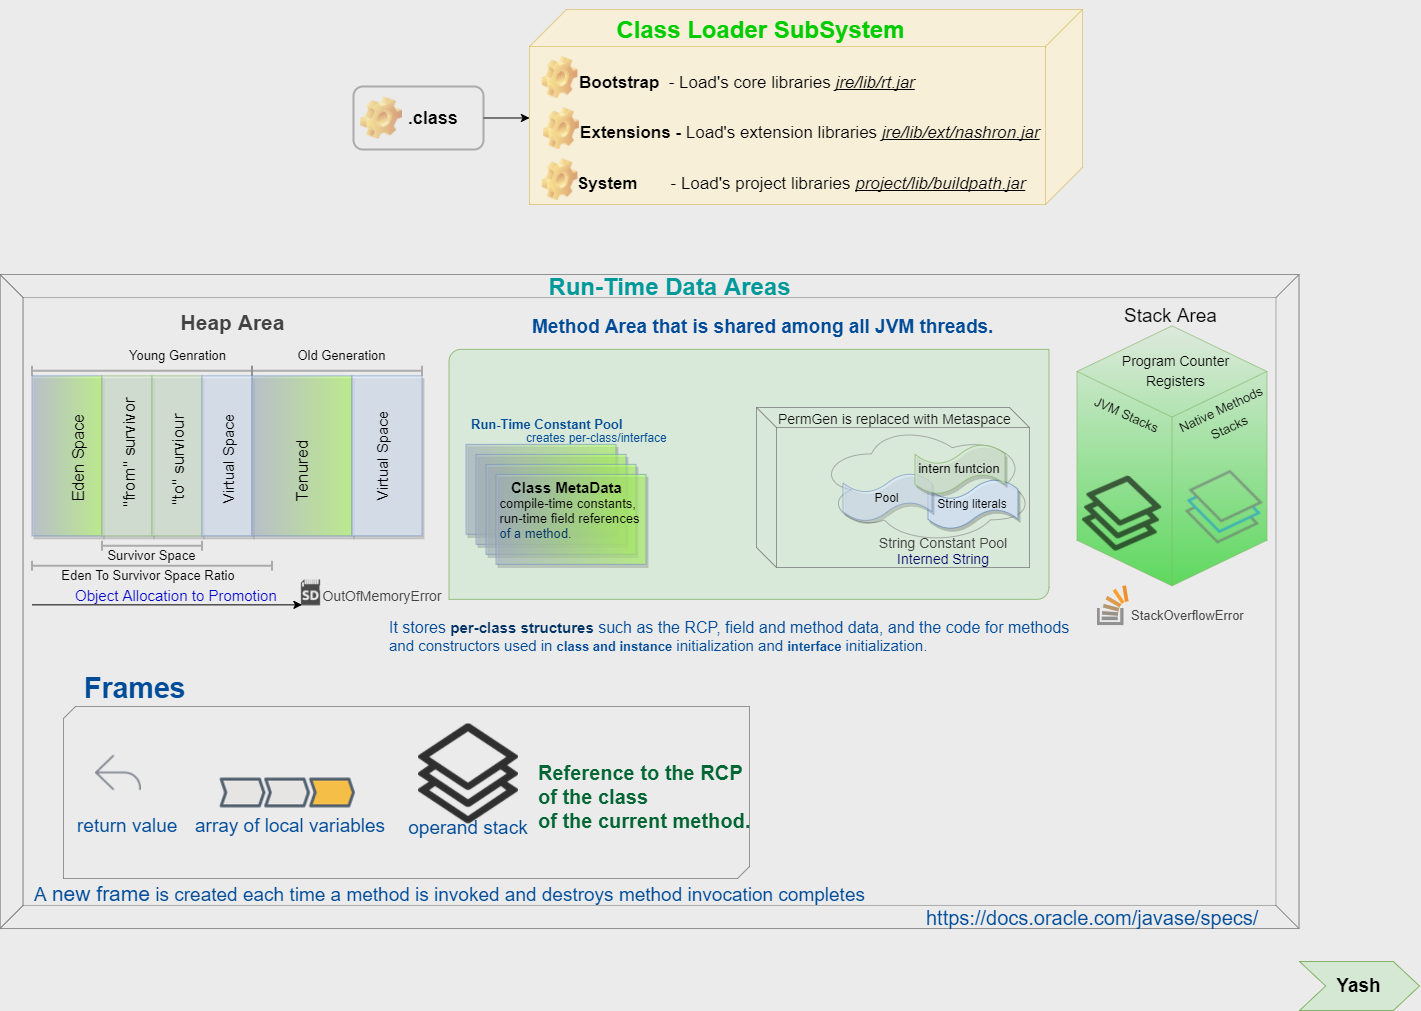 Class Loader SubSystem
.class
Bootstrap - Load's core libraries jre/lib/rt.jar
Extensions - Load's extension libraries jre/lib/ext/nashron.jar
System - Load's project libraries project/lib/buildpath.jar
Run-Time Data Areas
Heap Area
Young Genration
Old Generation
Eden Space
"from" survivor
"to" surviour
Virtual Space
Tenured
Virtual Space
Survivor Space
Eden To Survivor Space Ratio
Object Allocation to Promotion
SD
OutOfMemoryError
Method Area that is shared among all JVM threads.
Run-Time Constant Pool
creates per-class/interface
Class MetaData
compile-time constants,
run-time field references
of a method.
PermGen is replaced with Metaspace
intern funtcion
Pool
String literals
String Constant Pool
Interned String
Stack Area
Program Counter
Registers
JVM Stacks
Native Methods
Stacks
StackOverflowError
It stores per-class structures such as the RCP, field and method data, and the code for methods
and constructors used in class and instance initialization and interface initialization.
Frames
return value
array of local variables
operand stack
Reference to the RCP
of the class
of the current method.
A new frame is created each time a method is invoked and destroys method invocation completes
https://docs.oracle.com/javase/specs/
Yash